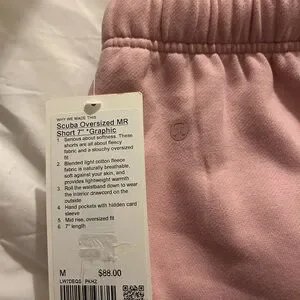 WHY WE MADE THIS
Scuba Oversized MR
Short 7" *Graphic
1 Serious about softness. These
shorts are all about fleecy
fabric and a slouchy oversized
fit
2 Blended light cotton fleece
fabric is naturally breathable,
soft against your skin, and
provides lightweight warmth
3 Roll the waistband down to wear
the interior drawcord on the
outside
4 Hand pockets with hidden card
sleeve
5 Mid rise, oversized fit
6 7" length
M $88.00
LW7DEQS PKHZ